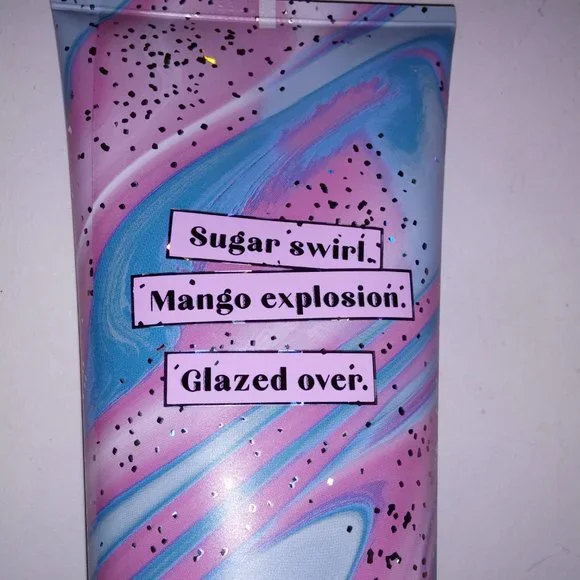 Sugar swirl.
Mango explosion.
Glazed over.